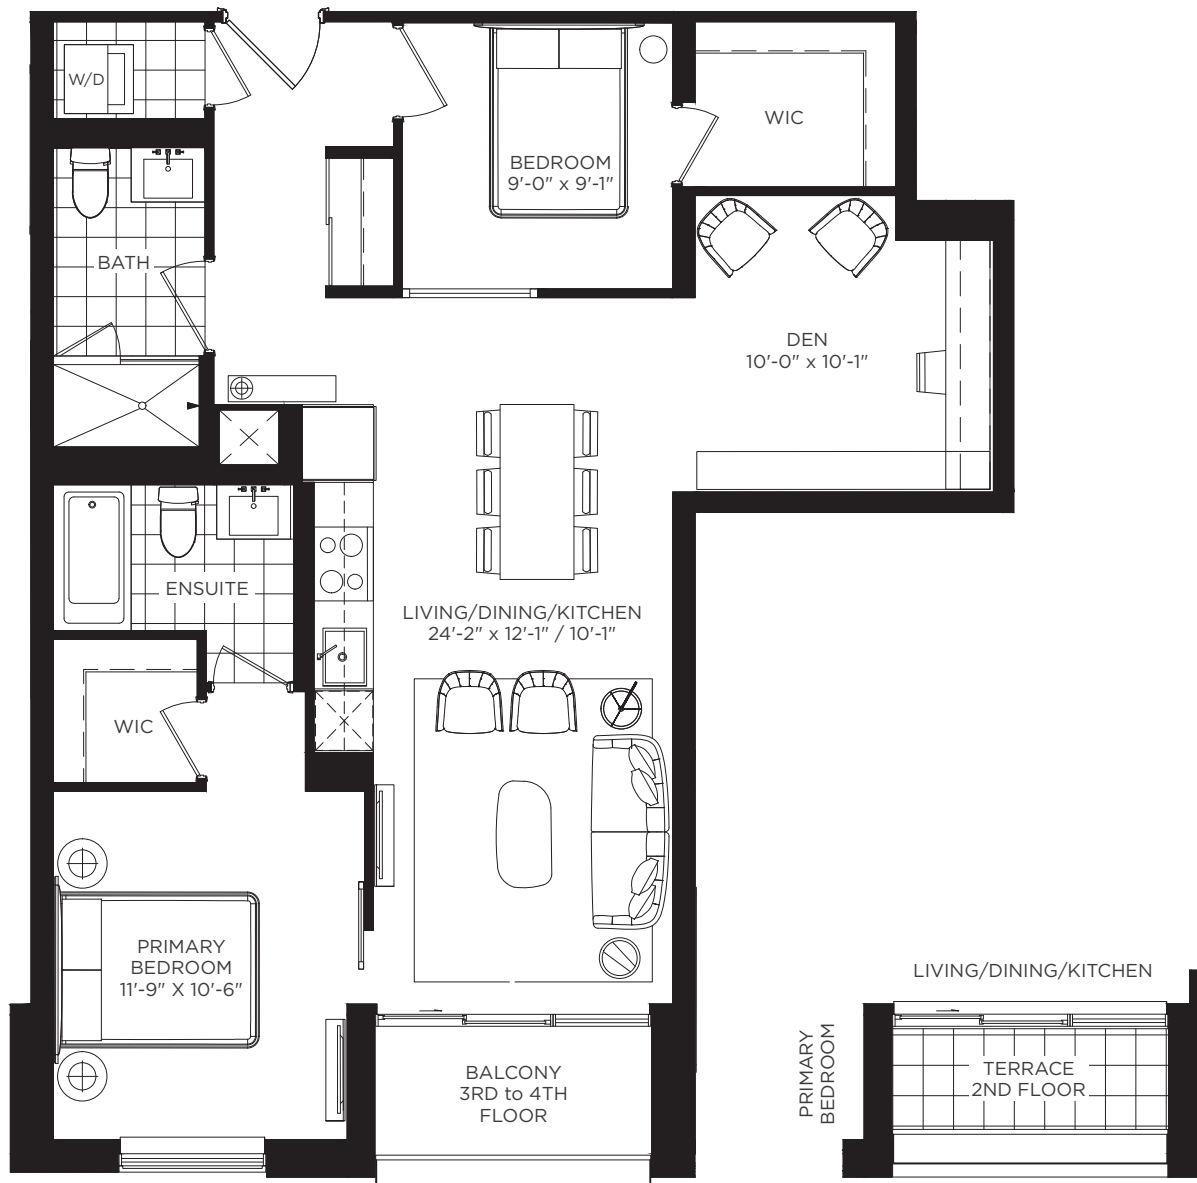 W/D
WIC
BEDROOM
9'-0" x 9'-1"
BATH
DEN
10'-0" x 10'-1"
ENSUITE
LIVING/DINING/KITCHEN
24'-2" x 12'-1" / 10'-1"
WIC
PRIMARY
BEDROOM
11'-9" X 10'-6"
BALCONY
3RD to 4TH
FLOOR
LIVING/DINING/KITCHEN
PRIMARY
BEDROOM
TERRACE
2ND FLOOR